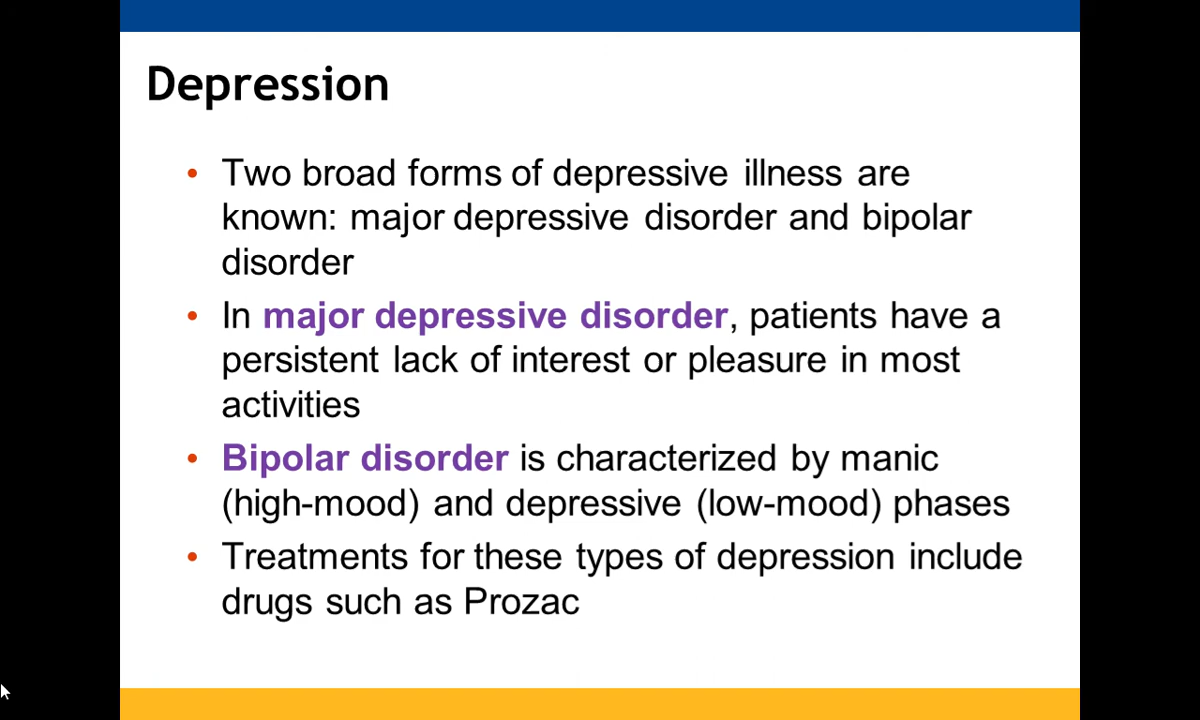 Depression
• Two broad forms of depressive illness are
known: major depressive disorder and bipolar
disorder
• In major depressive disorder, patients have a
persistent lack of interest or pleasure in most
activities
• Bipolar disorder is characterized by manic
(high-mood) and depressive (low-mood) phases
• Treatments for these types of depression include
drugs such as Prozac